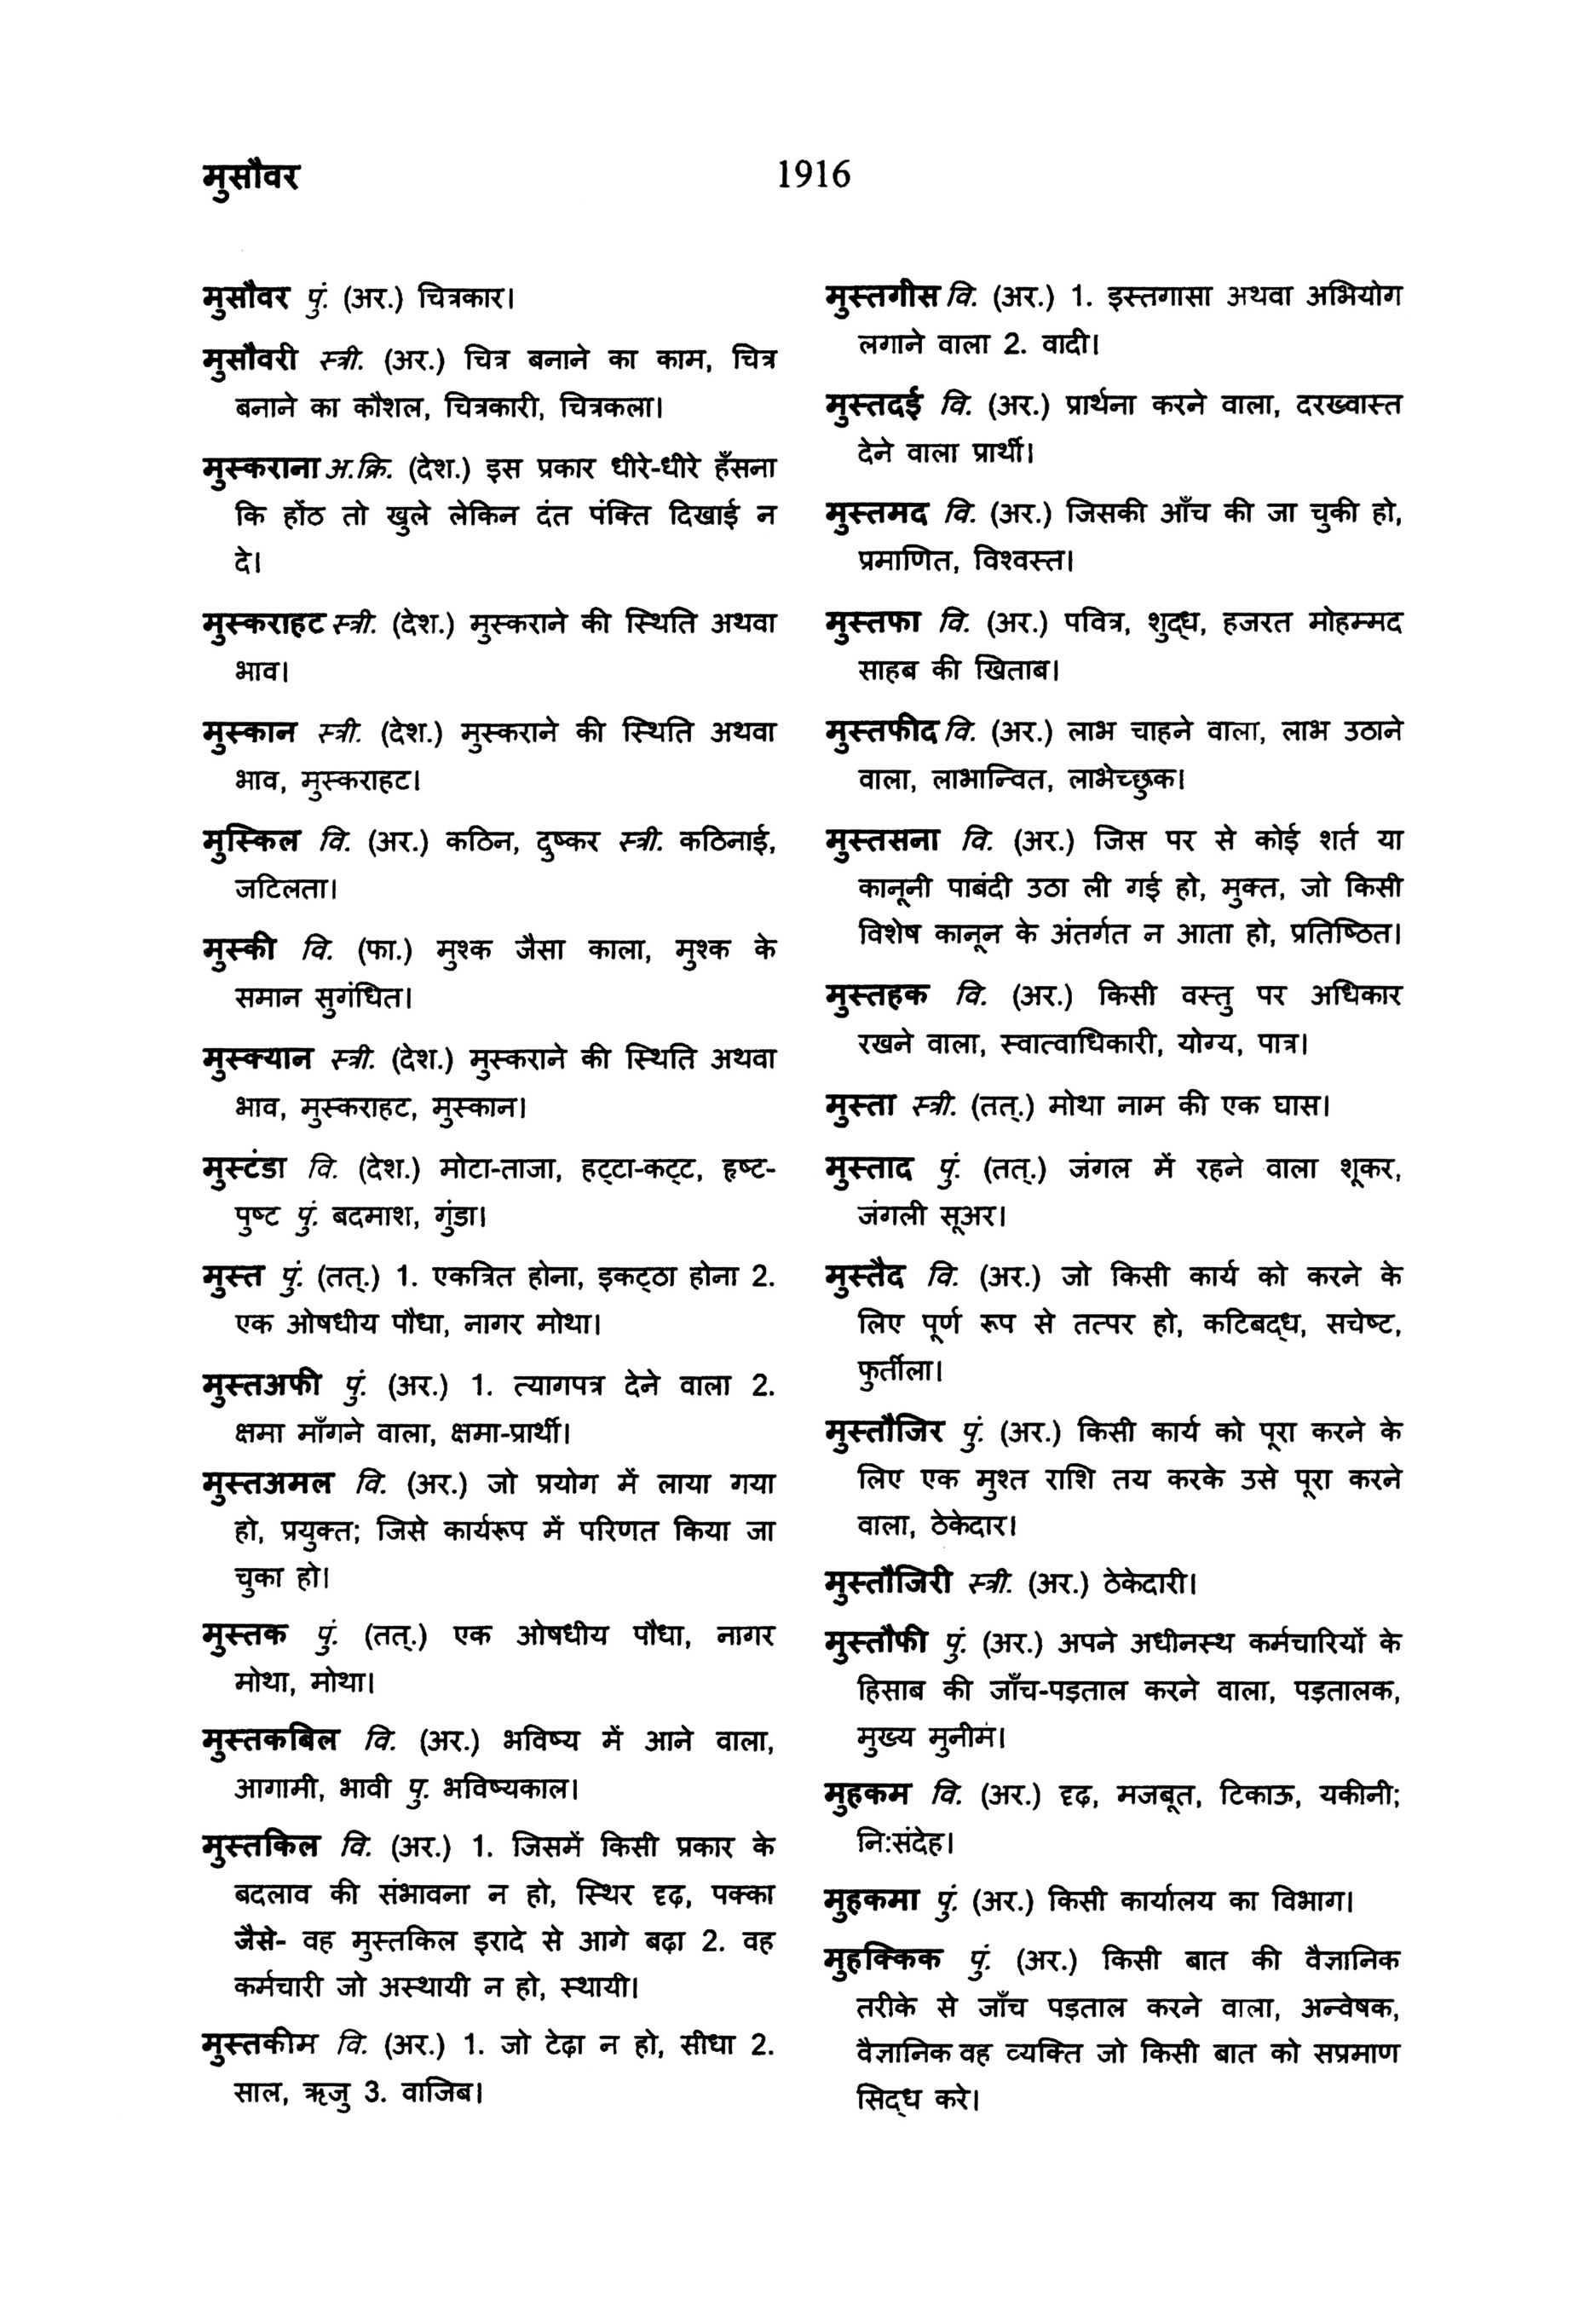 मुसौवर
1916
मुसौवर पुं. (अर.) चित्रकार।
मुसौवरी स्त्री. (अर.) चित्र बनाने का काम, चित्र
बनाने का कौशल, चित्रकारी, चित्रकला।
मुस्कराना अ.क्रि. (देश.) इस प्रकार धीरे-धीरे हँसना
कि होंठ तो खुले लेकिन दंत पंक्ति दिखाई न
दे।
मुस्कराहट स्त्री. (देश.) मुस्कराने की स्थिति अथवा
भाव।
मुस्कान स्त्री. (देश.) मुस्कराने की स्थिति अथवा
भाव, मुस्कराहट।
मुस्किल वि. (अर.) कठिन, दुष्कर स्त्री. कठिनाई,
जटिलता।
मुस्की वि. (फा.) मुश्क जैसा काला, मुश्क के
समान सुगंधित।
मुस्क्यान स्त्री. (देश.) मुस्कराने की स्थिति अथवा
भाव, मुस्कराहट, मुस्कान।
मुस्टंडा वि. (देश.) मोटा-ताजा, हट्टा-कट्ट, हृष्ट-
पुष्ट पुं. बदमाश, गुंडा।
मुस्त पुं. (तत्.) 1. एकत्रित होना, इकट्ठा होना 2.
एक ओषधीय पौधा, नागर मोथा।
मुस्तअफी पुं. (अर.) 1. त्यागपत्र देने वाला 2.
क्षमा माँगने वाला, क्षमा-प्रार्थी।
मुस्तअमल वि. (अर.) जो प्रयोग में लाया गया
हो, प्रयुक्त; जिसे कार्यरूप में परिणत किया जा
चुका हो।
मुस्तक पुं. (तत्.) एक ओषधीय पौधा, नागर
मोथा, मोथा।
मुस्तकबिल वि. (अर.) भविष्य में आने वाला,
आगामी, भावी पु. भविष्यकाल।
मुस्तकिल वि. (अर.) 1. जिसमें किसी प्रकार के
बदलाव की संभावना न हो, स्थिर दृढ़, पक्का
जैसे- वह मुस्तकिल इरादे से आगे बढ़ा 2. वह
कर्मचारी जो अस्थायी न हो, स्थायी।
मुस्तकीम वि. (अर.) 1. जो टेढ़ा न हो, सीधा 2.
साल, ऋजु 3. वाजिब।
मुस्तगीस वि. (अर.) 1. इस्तगासा अथवा अभियोग
लगाने वाला 2. वादी।
मुस्तदई वि. (अर.) प्रार्थना करने वाला, दरख्वास्त
देने वाला प्रार्थी।
मुस्तमद वि. (अर.) जिसकी आँच की जा चुकी हो,
प्रमाणित, विश्वस्त।
मुस्तफा वि. (अर.) पवित्र, शुद्ध, हजरत मोहम्मद
साहब की खिताब।
मुस्तफीद वि. (अर.) लाभ चाहने वाला, लाभ उठाने
वाला, लाभान्वित, लाभेच्छुक।
मुस्तसना वि. (अर.) जिस पर से कोई शर्त या
कानूनी पाबंदी उठा ली गई हो, मुक्त, जो किसी
विशेष कानून के अंतर्गत न आता हो, प्रतिष्ठित।
मुस्तहक वि. (अर.) किसी वस्तु पर अधिकार
रखने वाला, स्वात्वाधिकारी, योग्य, पात्र।
मुस्ता स्त्री. (तत्.) मोथा नाम की एक घास।
मुस्ताद पुं. (तत्.) जंगल में रहने वाला शूकर,
जंगली सूअर।
मुस्तैद वि. (अर.) जो किसी कार्य को करने के
लिए पूर्ण रूप से तत्पर हो, कटिबद्ध, सचेष्ट,
फुर्तीला।
मुस्तौजिर पुं. (अर.) किसी कार्य को पूरा करने के
लिए एक मुश्त राशि तय करके उसे पूरा करने
वाला, ठेकेदार।
मुस्तौजिरी स्त्री. (अर.) ठेकेदारी।
मुस्तौफी पुं. (अर.) अपने अधीनस्थ कर्मचारियों के
हिसाब की जाँच-पड़ताल करने वाला, पड़तालक,
मुख्य मुनीमं।
मुहकम वि. (अर.) दृढ़, मजबूत, टिकाऊ, यकीनी;
नि:संदेह।
मुहकमा पुं. (अर.) किसी कार्यालय का विभाग।
मुहक्किक पुं. (अर.) किसी बात की वैज्ञानिक
तरीके से जाँच पड़ताल करने वाला, अन्वेषक,
वैज्ञानिक वह व्यक्ति जो किसी बात को सप्रमाण
सिद्ध करे।